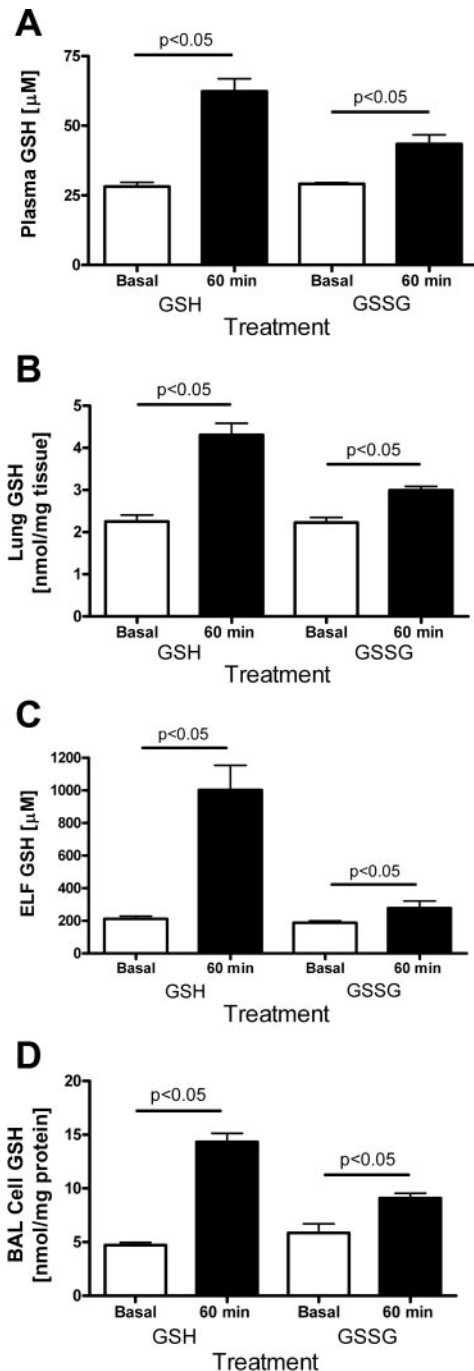 A
p<0.05
p<0.05
Plasma GSH [μM]
75
50
25
0
Basal 60 min Basal 60 min
GSH GSSG
Treatment
B
p<0.05
p<0.05
Lung GSH
[nmol/mg tissue]
5
4
3
2
1
0
Basal 60 min Basal 60 min
GSH GSSG
Treatment
C
p<0.05
p<0.05
ELF GSH [μM]
1200
1000
800
600
400
200
0
Basal 60 min Basal 60 min
GSH GSSG
Treatment
D
p<0.05
p<0.05
BAL Cell GSH
[nmol/mg protein]
20
15
10
5
0
Basal 60 min Basal 60 min
GSH GSSG
Treatment